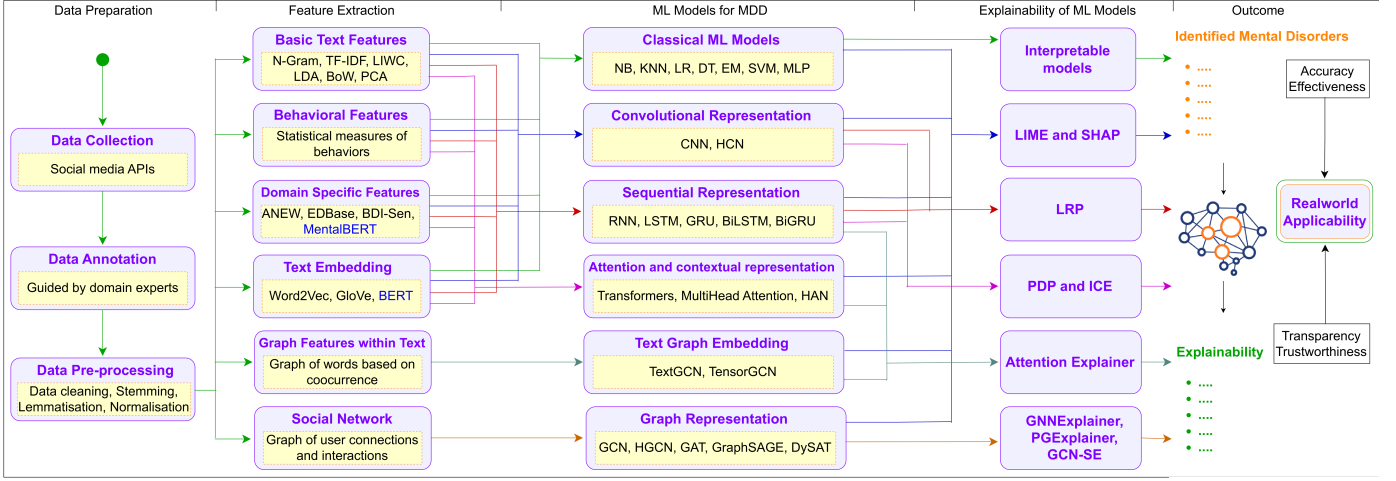 Data Preparation
Feature Extraction
ML Models for MDD
Explainability of ML Models
Outcome
Data Collection
Social media APIs
Data Annotation
Guided by domain experts
Data Pre-processing
Data cleaning, Stemming,
Lemmatisation, Normalisation
Basic Text Features
N-Gram, TF-IDF, LIWC,
LDA, BoW, PCA
Behavioral Features
Statistical measures of
behaviors
Domain Specific Features
ANEW, EDBase, BDI-Sen,
MentalBERT
Text Embedding
Word2Vec, GloVe, BERT
Graph Features within Text
Graph of words based on
coocurrence
Social Network
Graph of user connections
and interactions
Classical ML Models
NB, KNN, LR, DT, EM, SVM, MLP
Convolutional Representation
CNN, HCN
Sequential Representation
RNN, LSTM, GRU, BiLSTM, BiGRU
Attention and contextual representation
Transformers, MultiHead Attention, HAN
Text Graph Embedding
TextGCN, TensorGCN
Graph Representation
GCN, HGCN, GAT, GraphSAGE, DySAT
Interpretable
models
LIME and SHAP
LRP
PDP and ICE
Attention Explainer
GNNExplainer,
PGExplainer,
GCN-SE
Identified Mental Disorders
• ....
• ....
• ....
• ....
• ....
Explainability
• ....
• ....
• ....
• ....
• ....
Accuracy
Effectiveness
Realworld
Applicability
Transparency
Trustworthiness